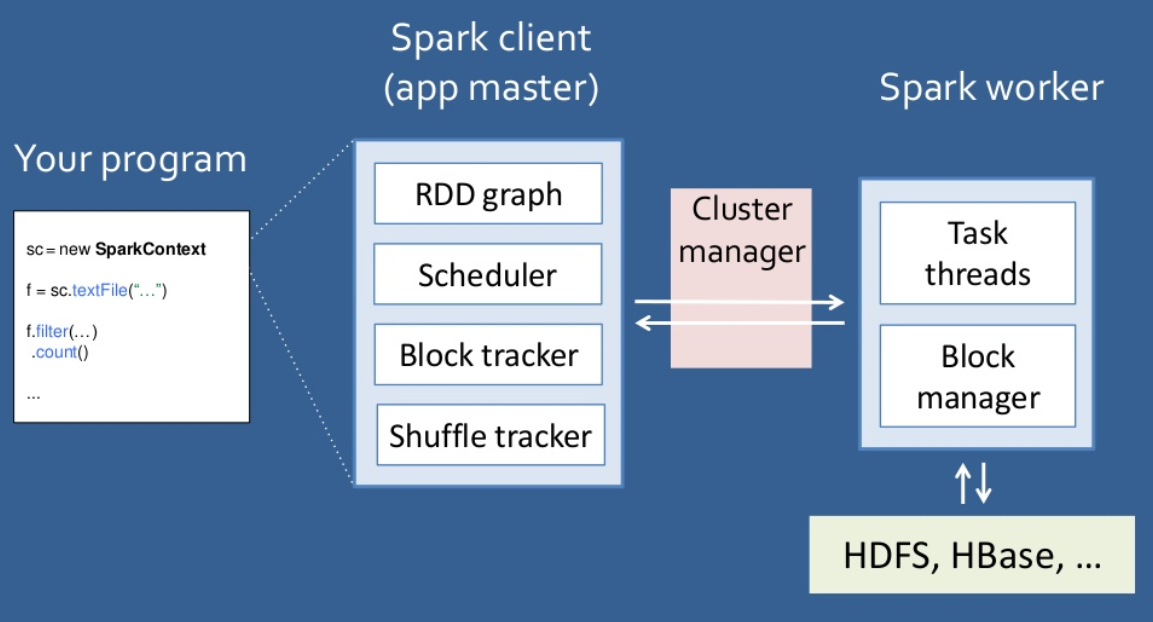 Spark client
(app master)
Spark worker
Your program
sc = new SparkContext
f = sc.textFile(“…”)
f.filter(…)
.count()
...
RDD graph
Scheduler
Block tracker
Shuffle tracker
Cluster
manager
Task
threads
Block
manager
HDFS, HBase, …